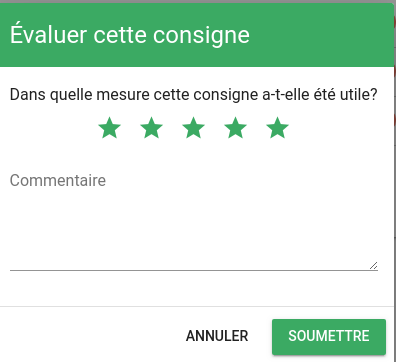 Évaluer cette consigne
Dans quelle mesure cette consigne a-t-elle été utile?
Commentaire
ANNULER
SOUMETTRE